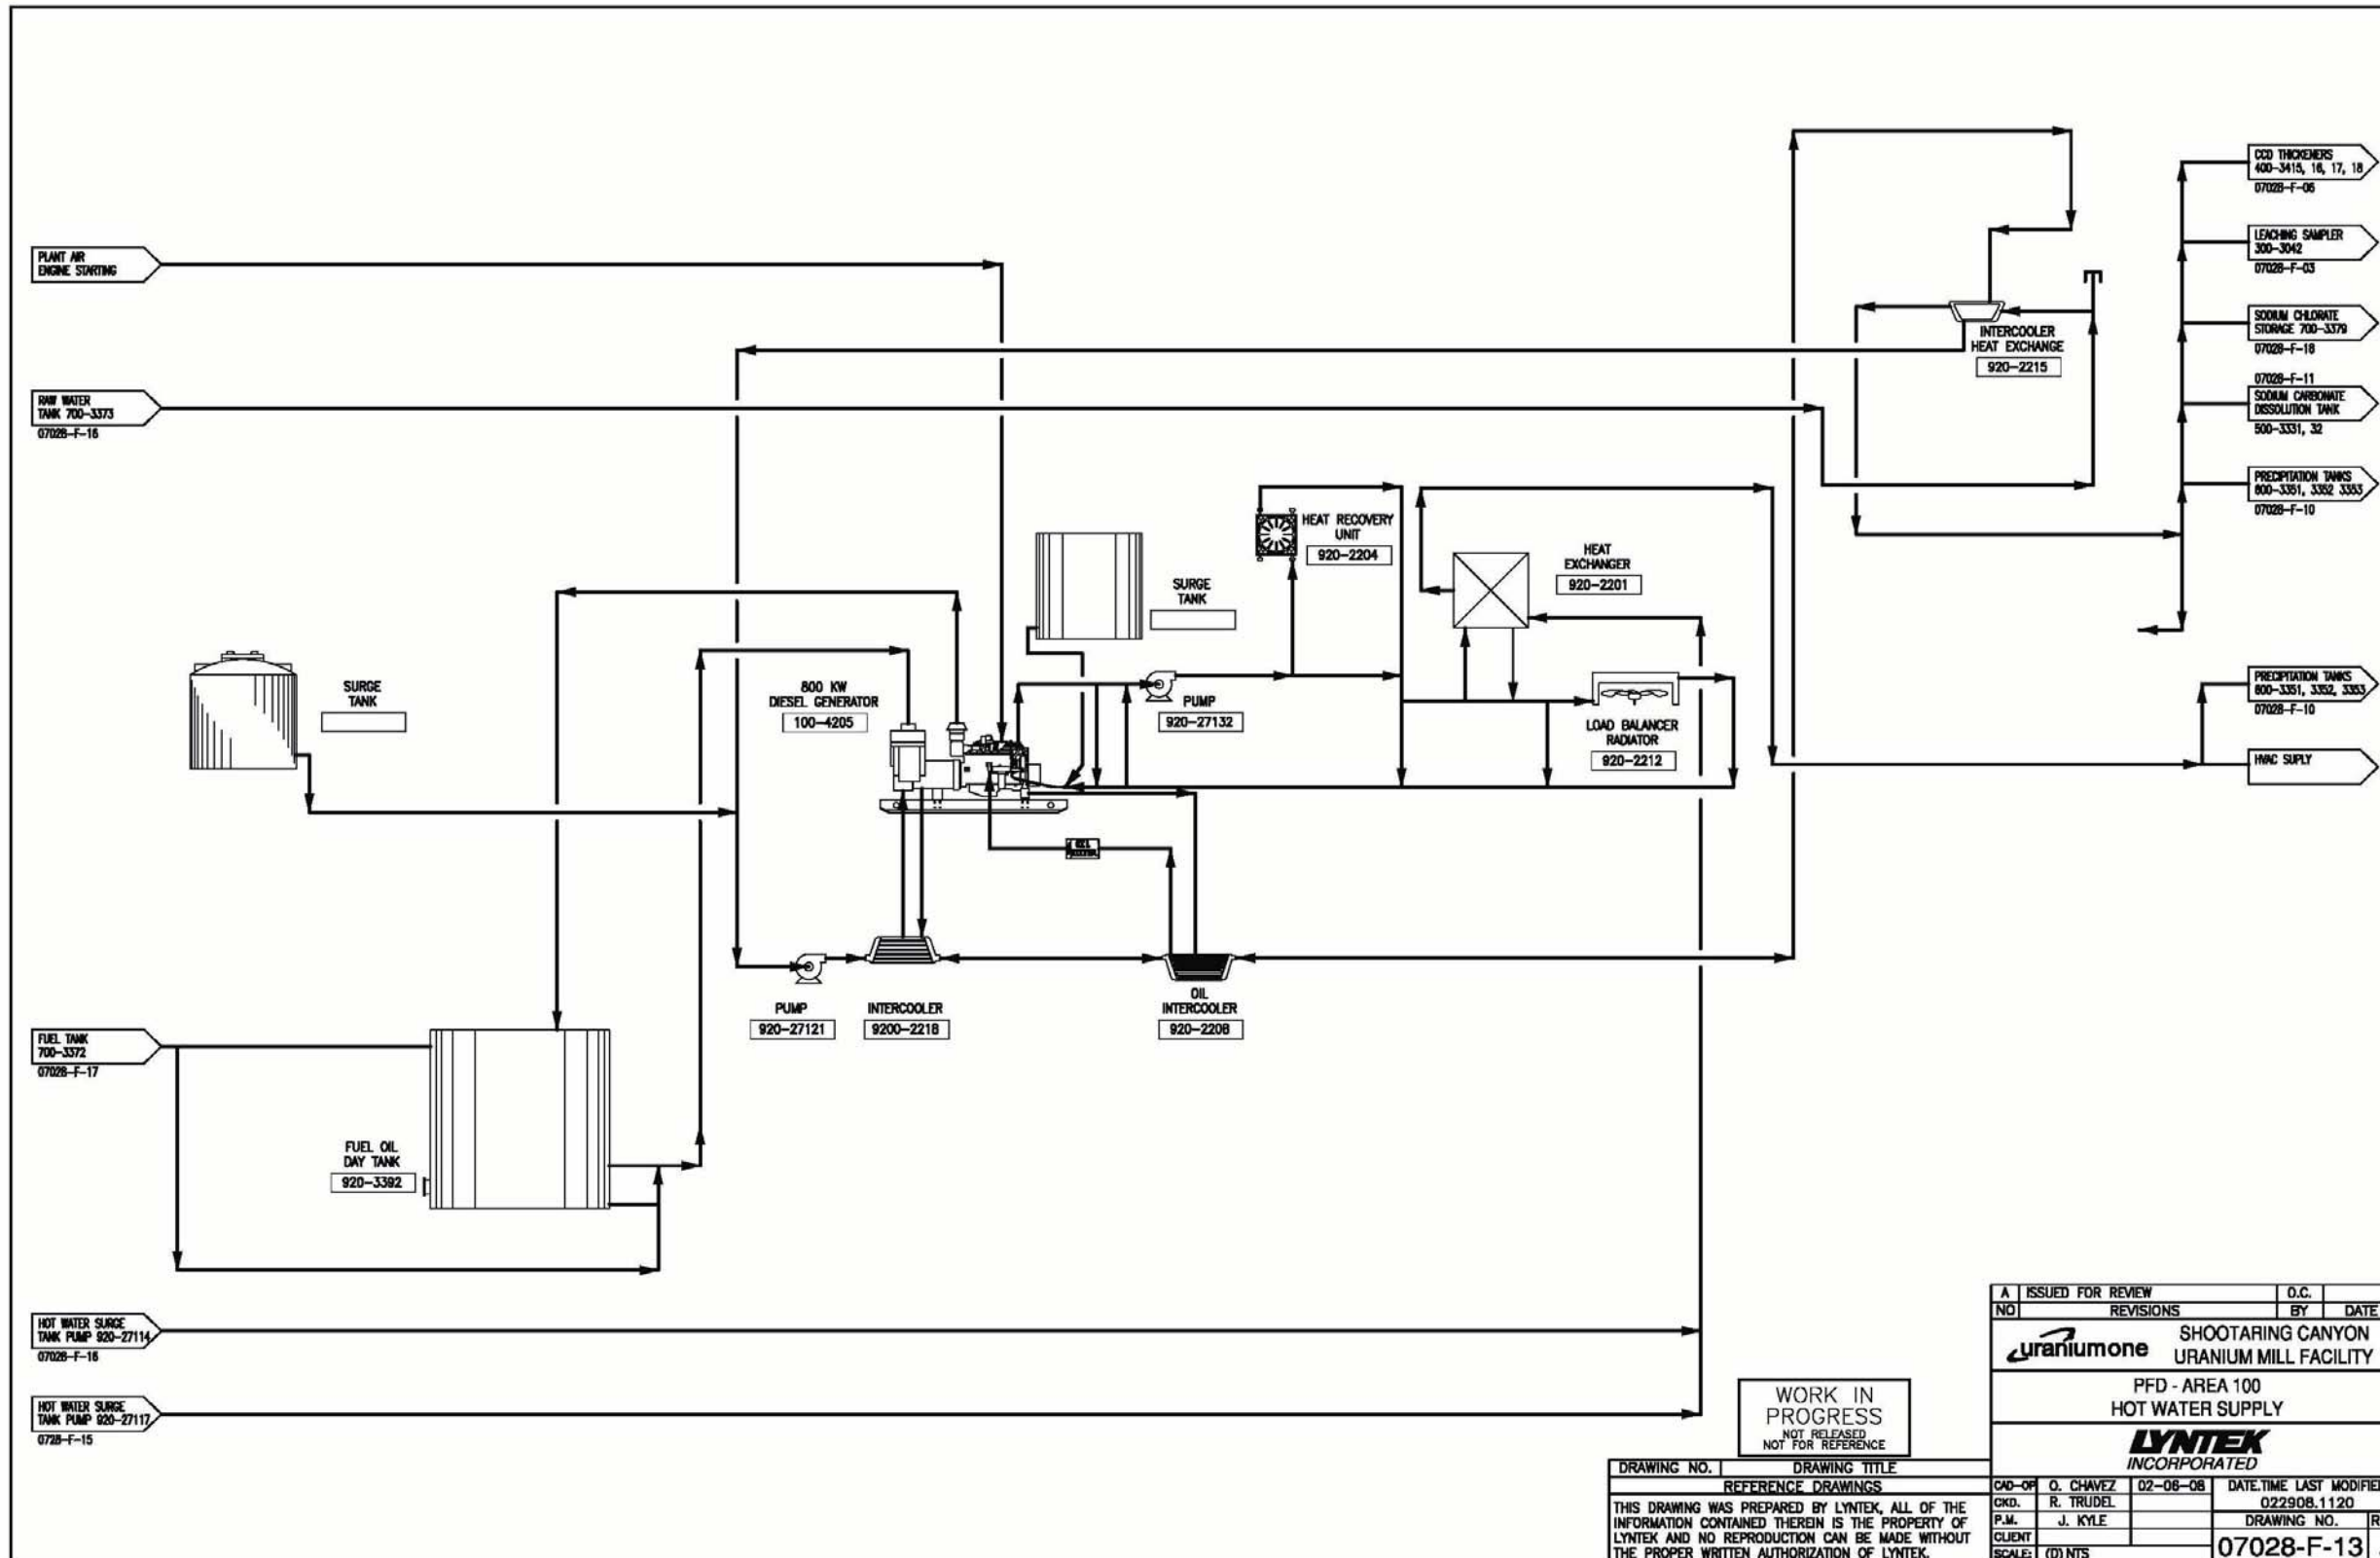 PLANT AIR
ENGINE STARTING
RAW WATER
TANK 700-3373
07028-F-16
SURGE
TANK
FUEL TANK
700-3372
07028-F-17
FUEL OIL
DAY TANK
920-3392
HOT WATER SURGE
TANK PUMP 920-27114
07028-F-16
HOT WATER SURGE
TANK PUMP 920-27117
0728-F-15
800 KW
DIESEL GENERATOR
100-4205
SURGE
TANK
PUMP
920-27132
HEAT RECOVERY
UNIT
920-2204
HEAT
EXCHANGER
920-2201
LOAD BALANCER
RADIATOR
920-2212
PUMP
920-27121
INTERCOOLER
9200-2218
OIL
INTERCOOLER
920-2208
INTERCOOLER
HEAT EXCHANGE
920-2215
CCD THICKENERS
400-3415, 16, 17, 18
07028-F-06
LEACHING SAMPLER
300-3042
07028-F-03
SODIUM CHLORATE
STORAGE 700-3379
07028-F-18
07028-F-11
SODIUM CARBONATE
DISSOLUTION TANK
500-3331, 32
PRECIPITATION TANKS
600-3351, 3352 3353
07028-F-10
PRECIPITATION TANKS
600-3351, 3352, 3353
07028-F-10
HVAC SUPLY
WORK IN
PROGRESS
NOT RELEASED
NOT FOR REFERENCE
DRAWING NO. DRAWING TITLE
REFERENCE DRAWINGS
THIS DRAWING WAS PREPARED BY LYNTEK, ALL OF THE
INFORMATION CONTAINED THEREIN IS THE PROPERTY OF
LYNTEK AND NO REPRODUCTION CAN BE MADE WITHOUT
THE PROPER WRITTEN AUTHORIZATION OF LYNTEK.
A ISSUED FOR REVIEW O.C.
NO REVISIONS BY DATE
uraniumone
SHOOTARING CANYON
URANIUM MILL FACILITY
PFD - AREA 100
HOT WATER SUPPLY
LYNTEK
INCORPORATED
CAD-OP O. CHAVEZ 02-06-08 DATE.TIME LAST MODIFIE
CKD. R. TRUDEL 022908.1120
P.M. J. KYLE DRAWING NO. R
CLIENT
SCALE: (D) NTS 07028-F-13